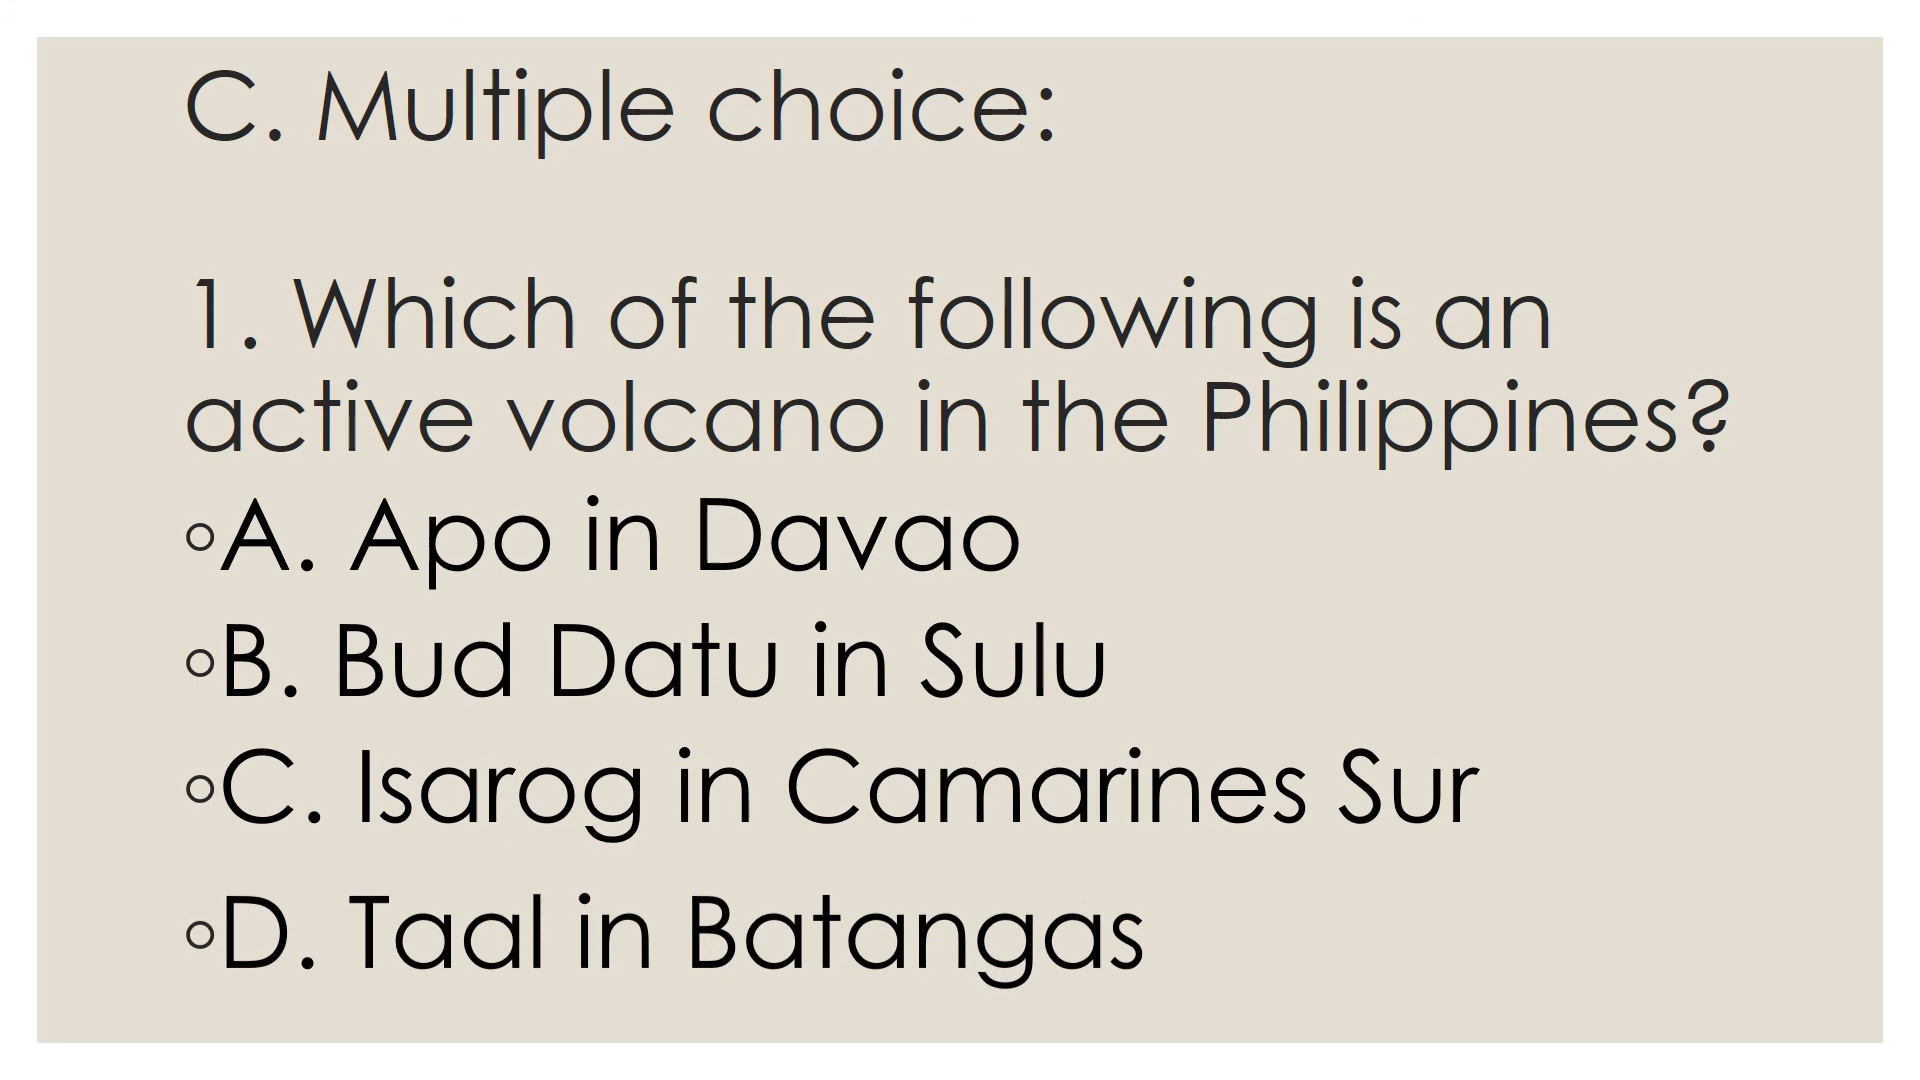 C. Multiple choice:
1. Which of the following is an
active volcano in the Philippines?
◦A. Apo in Davao
◦B. Bud Datu in Sulu
◦C. Isarog in Camarines Sur
◦D. Taal in Batangas